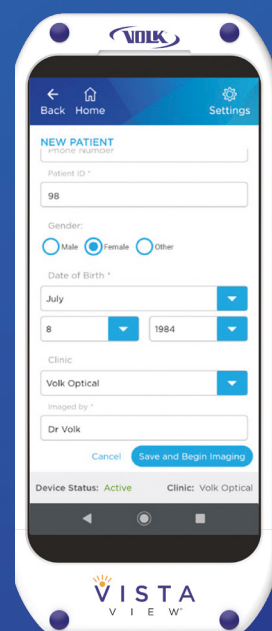 VOLK
Back Home Settings
NEW PATIENT
Phone Number
Patient ID *
98
Gender:
Male Female Other
Date of Birth *
July
8 1984
Clinic
Volk Optical
Imaged by *
Dr Volk
Cancel Save and Begin Imaging
Device Status: Active Clinic: Volk Optical
VISTA
VIEW